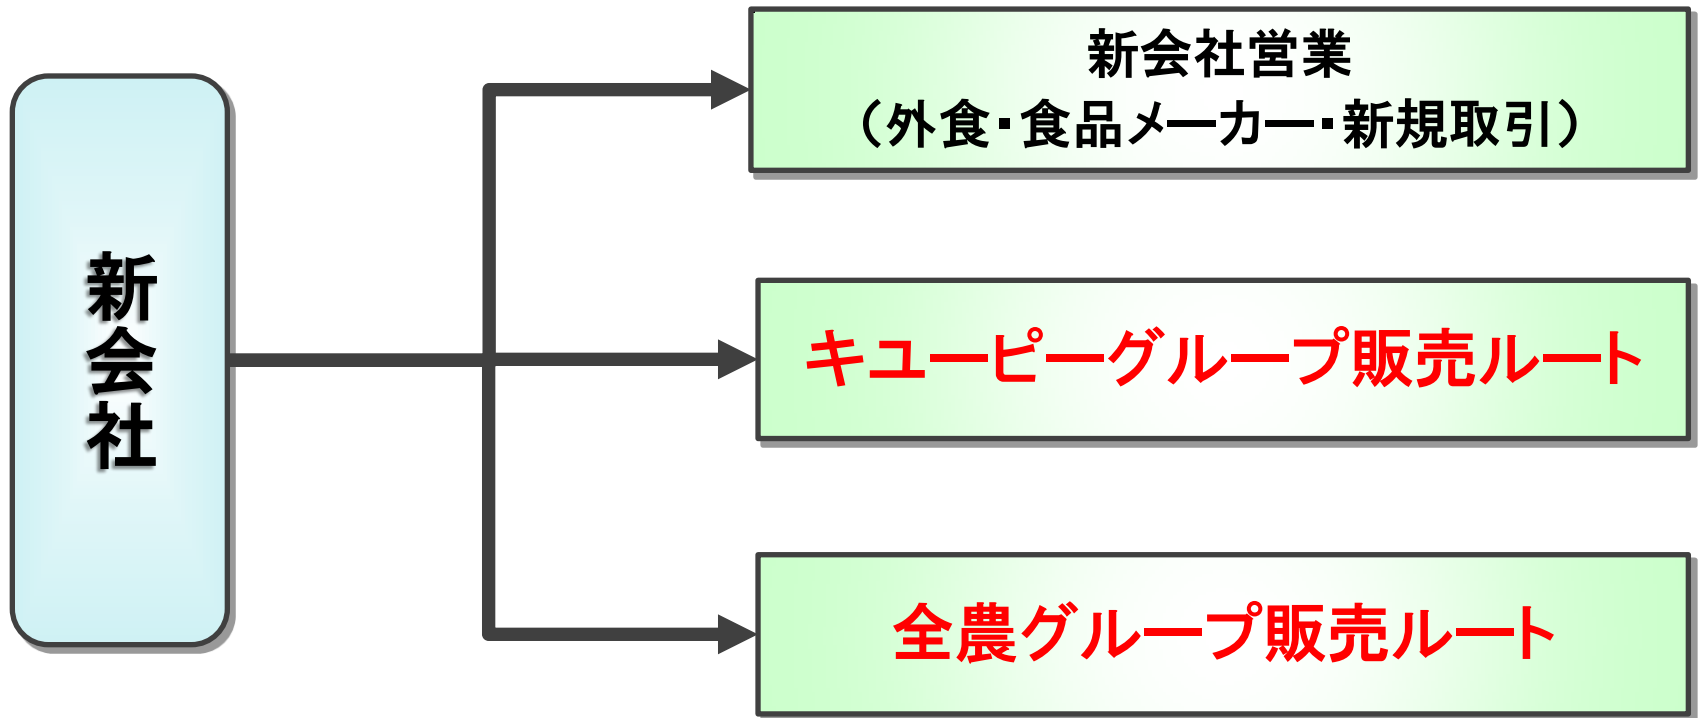 新会社
新会社営業
（外食・食品メーカー・新規取引）
キユーピーグループ販売ルート
全農グループ販売ルート